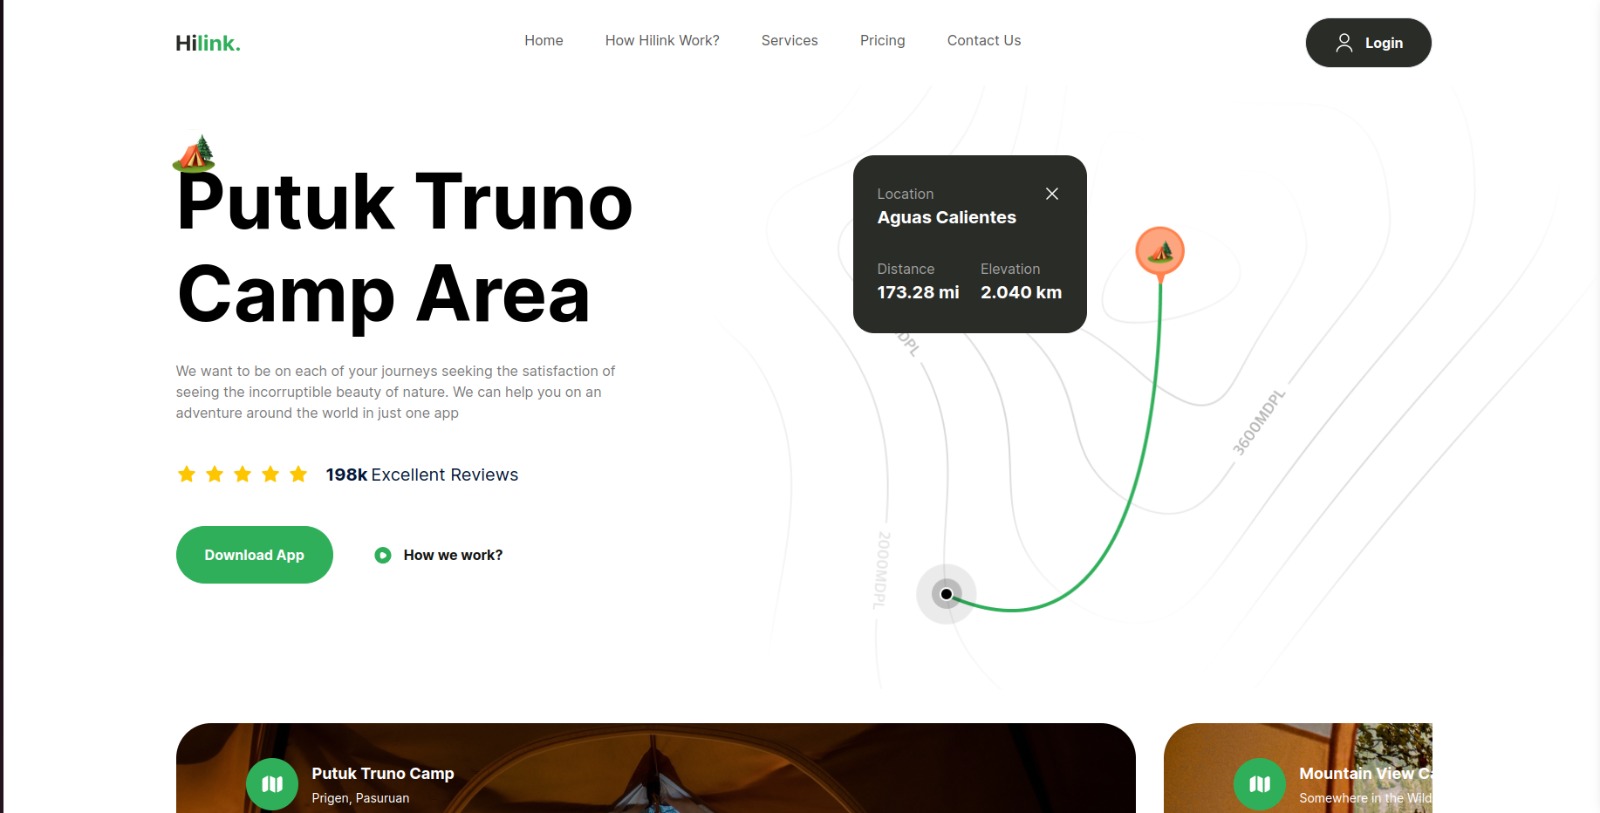 Hilink.
Home
How Hilink Work?
Services
Pricing
Contact Us
Login
Putuk Truno
Camp Area
We want to be on each of your journeys seeking the satisfaction of
seeing the incorruptible beauty of nature. We can help you on an
adventure around the world in just one app
198k Excellent Reviews
Download App
How we work?
Location
Aguas Calientes
Distance
173.28 mi
Elevation
2.040 km
DPL
3600MDPL
2000MDPL
Putuk Truno Camp
Prigen, Pasuruan
Mountain View Ca
Somewhere in the Wild